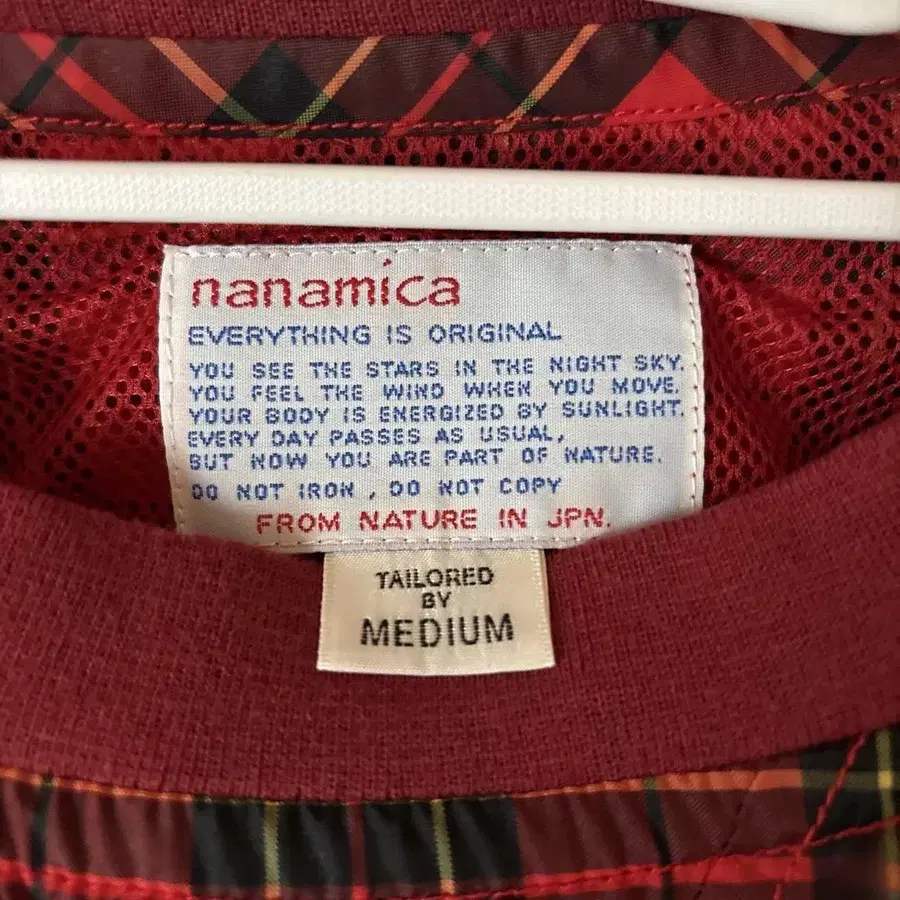 nanamica
EVERYTHING IS ORIGINAL
YOU SEE THE STARS IN THE NIGHT SKY.
YOU FEEL THE WIND WHEN YOU MOVE.
YOUR BODY IS ENERGIZED BY SUNLIGHT.
EVERY DAY PASSES AS USUAL,
BUT NOW YOU ARE PART OF NATURE.
DO NOT IRON , DO NOT COPY
FROM NATURE IN JPN.
TAILORED
BY
MEDIUM